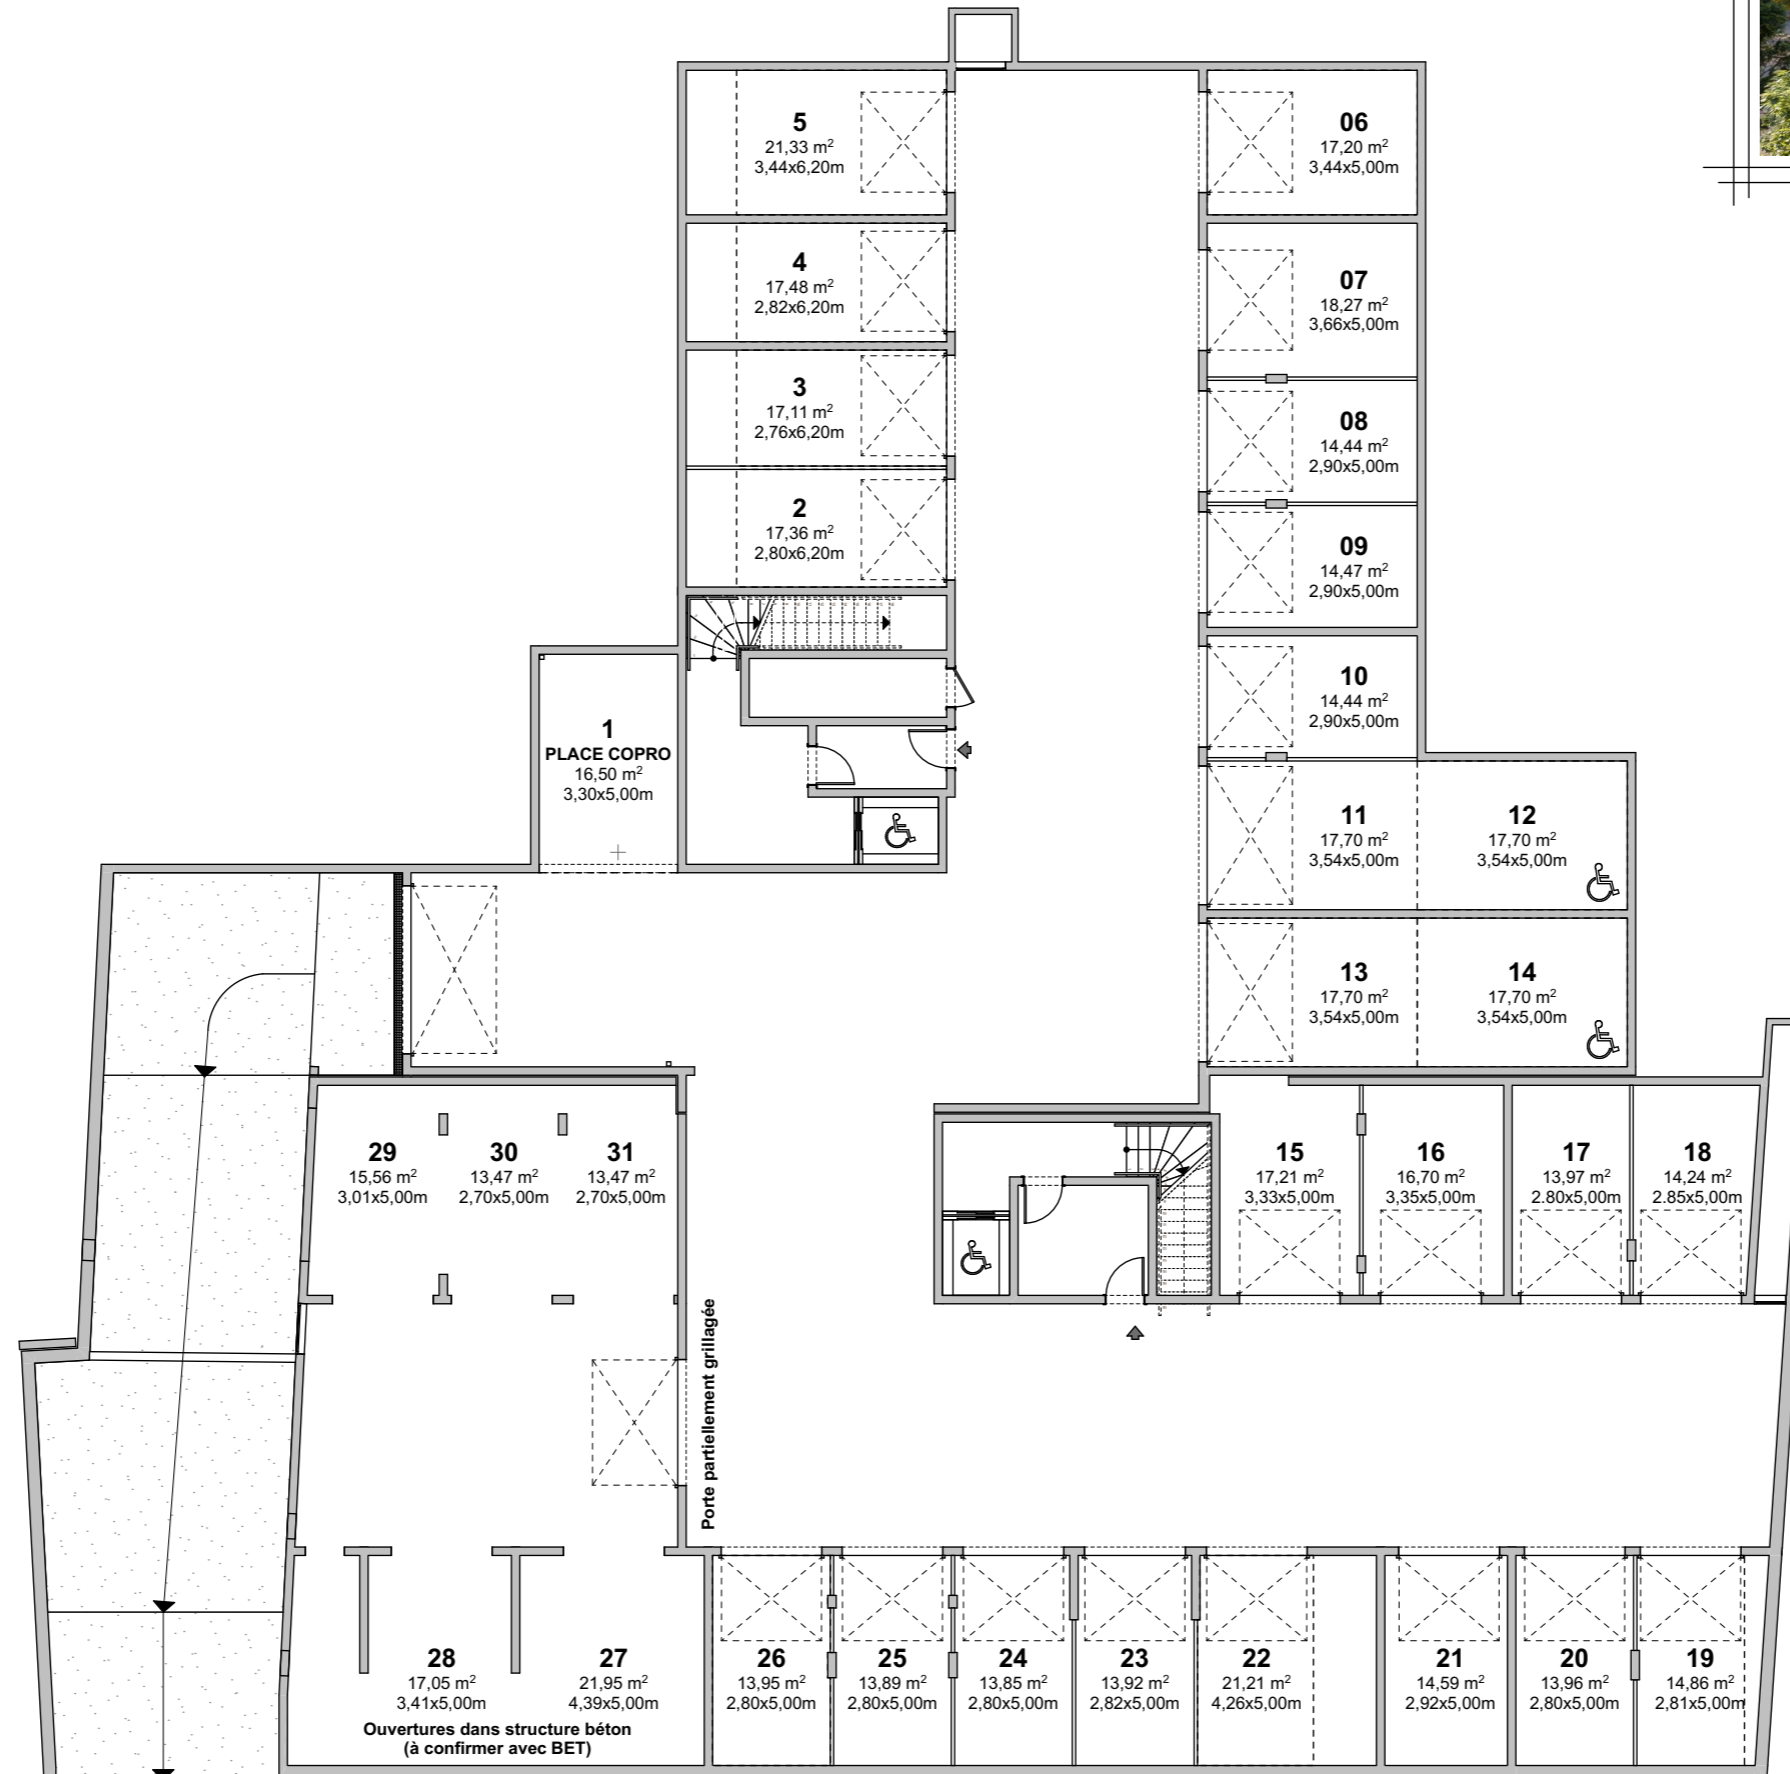 5
21,33 m²
3,44x6,20m
06
17,20 m²
3,44x5,00m
4
17,48 m²
2,82x6,20m
07
18,27 m²
3,66x5,00m
3
17,11 m²
2,76x6,20m
08
14,44 m²
2,90x5,00m
2
17,36 m²
2,80x6,20m
09
14,47 m²
2,90x5,00m
10
14,44 m²
2,90x5,00m
1
PLACE COPRO
16,50 m²
3,30x5,00m
11
17,70 m²
3,54x5,00m
12
17,70 m²
3,54x5,00m
13
17,70 m²
3,54x5,00m
14
17,70 m²
3,54x5,00m
29
15,56 m²
3,01x5,00m
30
13,47 m²
2,70x5,00m
31
13,47 m²
2,70x5,00m
15
17,21 m²
3,33x5,00m
16
16,70 m²
3,35x5,00m
17
13,97 m²
2.80x5,00m
18
14,24 m²
2.85x5,00m
Porte partiellement grillagée
28
17,05 m²
3,41x5,00m
27
21,95 m²
4,39x5,00m
Ouvertures dans structure béton
(à confirmer avec BET)
26
13,95 m²
2,80x5,00m
25
13,89 m²
2,80x5,00m
24
13,85 m²
2,80x5,00m
23
13,92 m²
2,82x5,00m
22
21,21 m²
4,26x5,00m
21
14,59 m²
2,92x5,00m
20
13,96 m²
2,80x5,00m
19
14,86 m²
2,81x5,00m